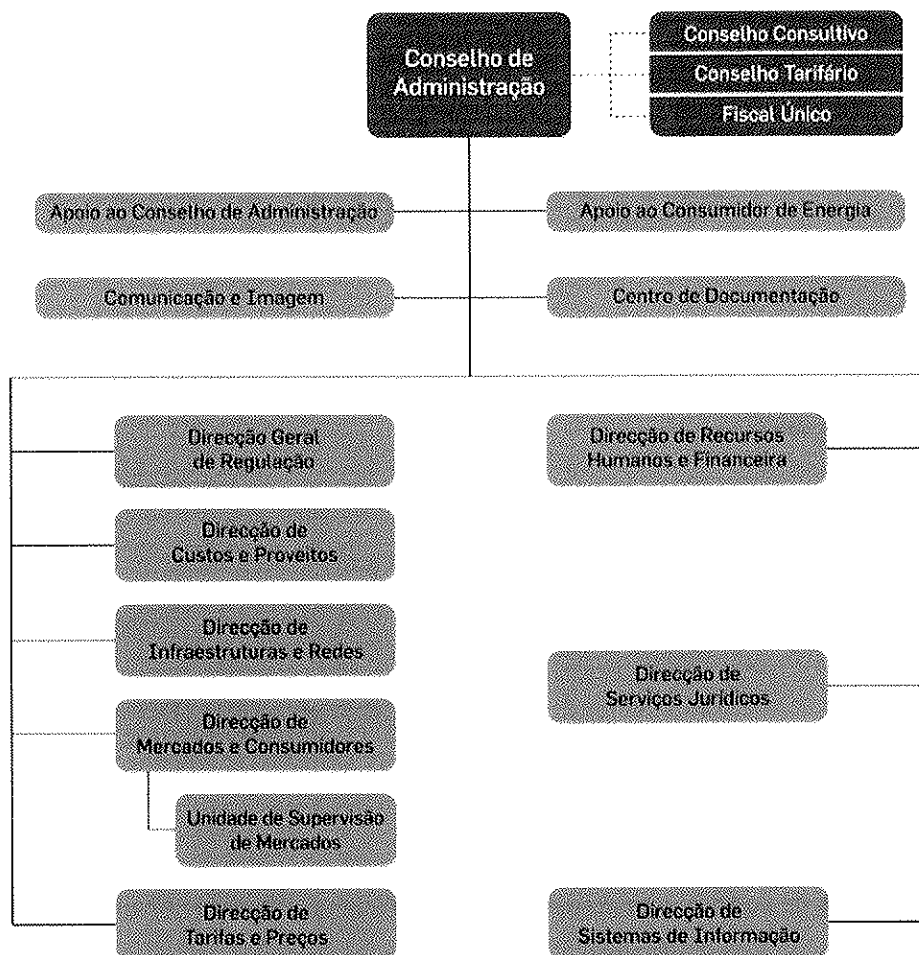 Conselho de
Administração
Conselho Consultivo
Conselho Tarifário
Fiscal Único
Apoio ao Conselho de Administração
Apoio ao Consumidor de Energia
Comunicação e Imagem
Centro de Documentação
Direcção Geral
de Regulação
Direcção de Recursos
Humanos e Financeira
Direcção de
Custos e Proveitos
Direcção de
Infraestruturas e Redes
Direcção de
Serviços Jurídicos
Direcção de
Mercados e Consumidores
Unidade de Supervisão
de Mercados
Direcção de
Tarifas e Preços
Direcção de
Sistemas de Informação